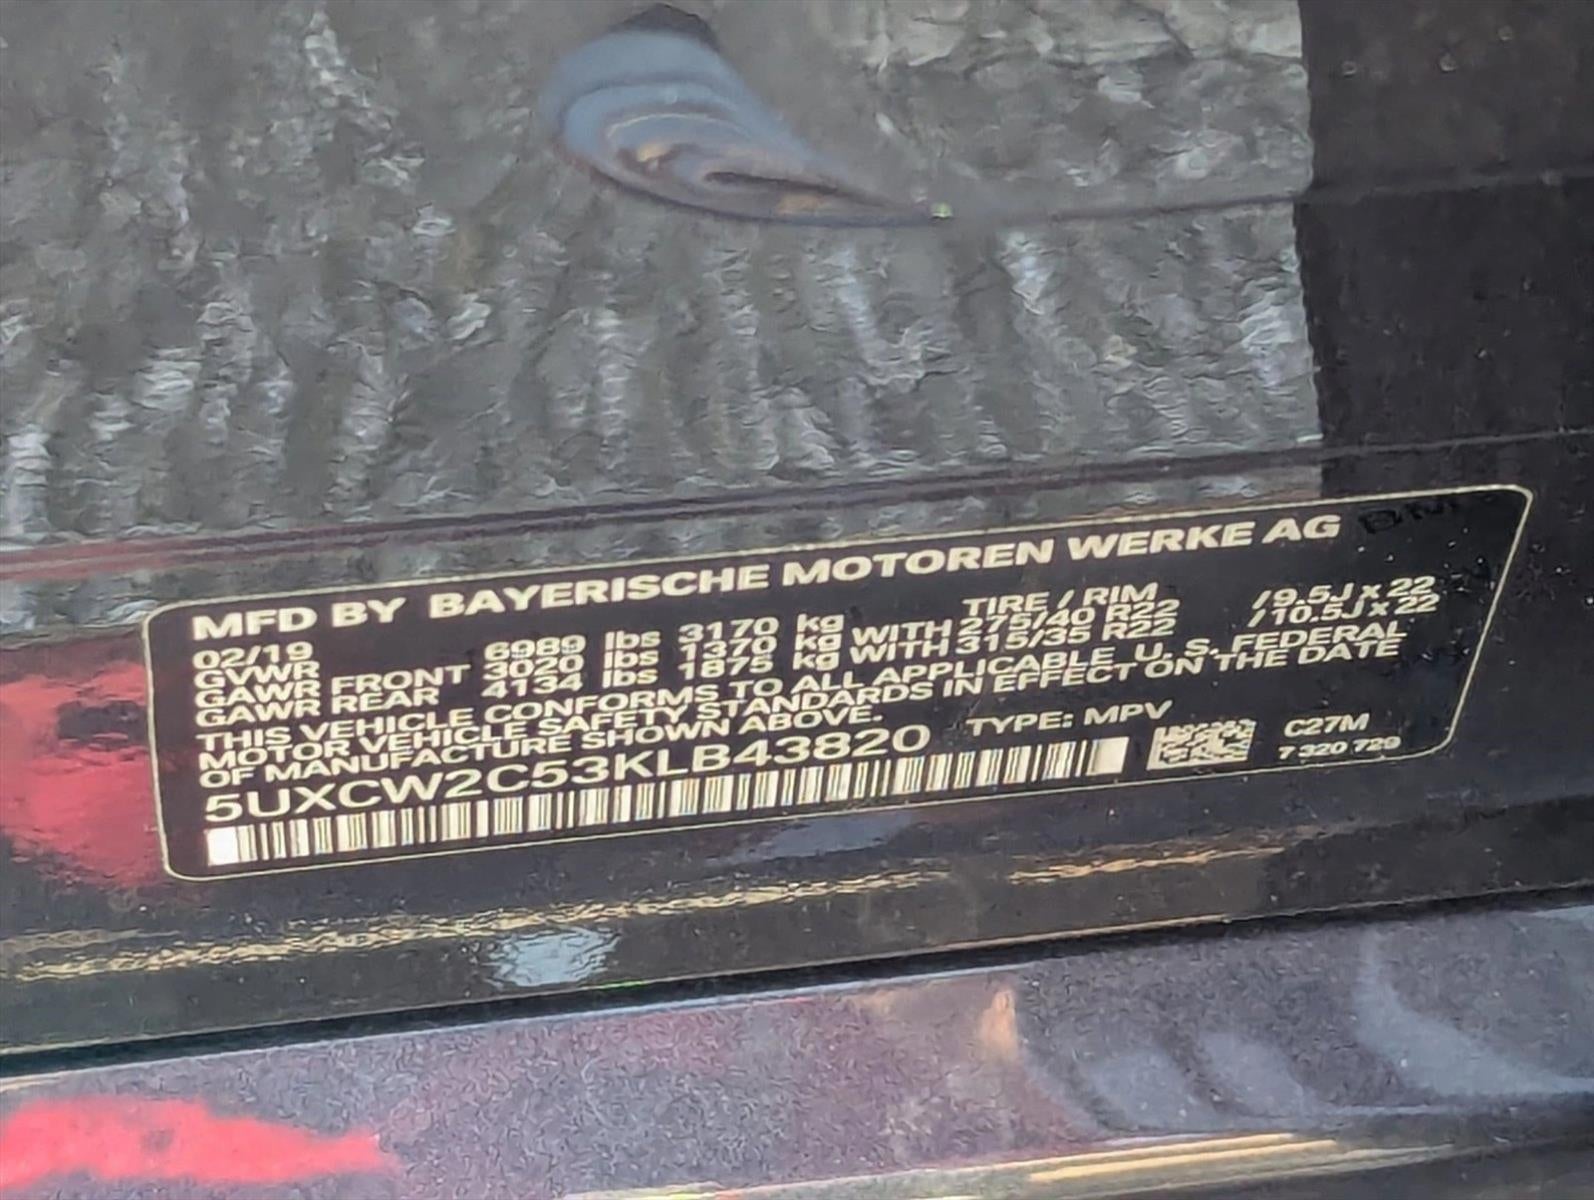 MFD BY BAYERISCHE MOTOREN WERKE AG
02/19 TIRE / RIM
GVWR 6989 lbs 3170 kg
GAWR FRONT 3020 lbs 1370 kg WITH 275/40 R22 /9.5J x 22
GAWR REAR 4134 lbs 1875 kg WITH 315/35 R22 /10.5J x 22
THIS VEHICLE CONFORMS TO ALL APPLICABLE U. S. FEDERAL
MOTOR VEHICLE SAFETY STANDARDS IN EFFECT ON THE DATE
OF MANUFACTURE SHOWN ABOVE.
5UXCW2C53KLB43820 TYPE: MPV
C27M
7 320 720